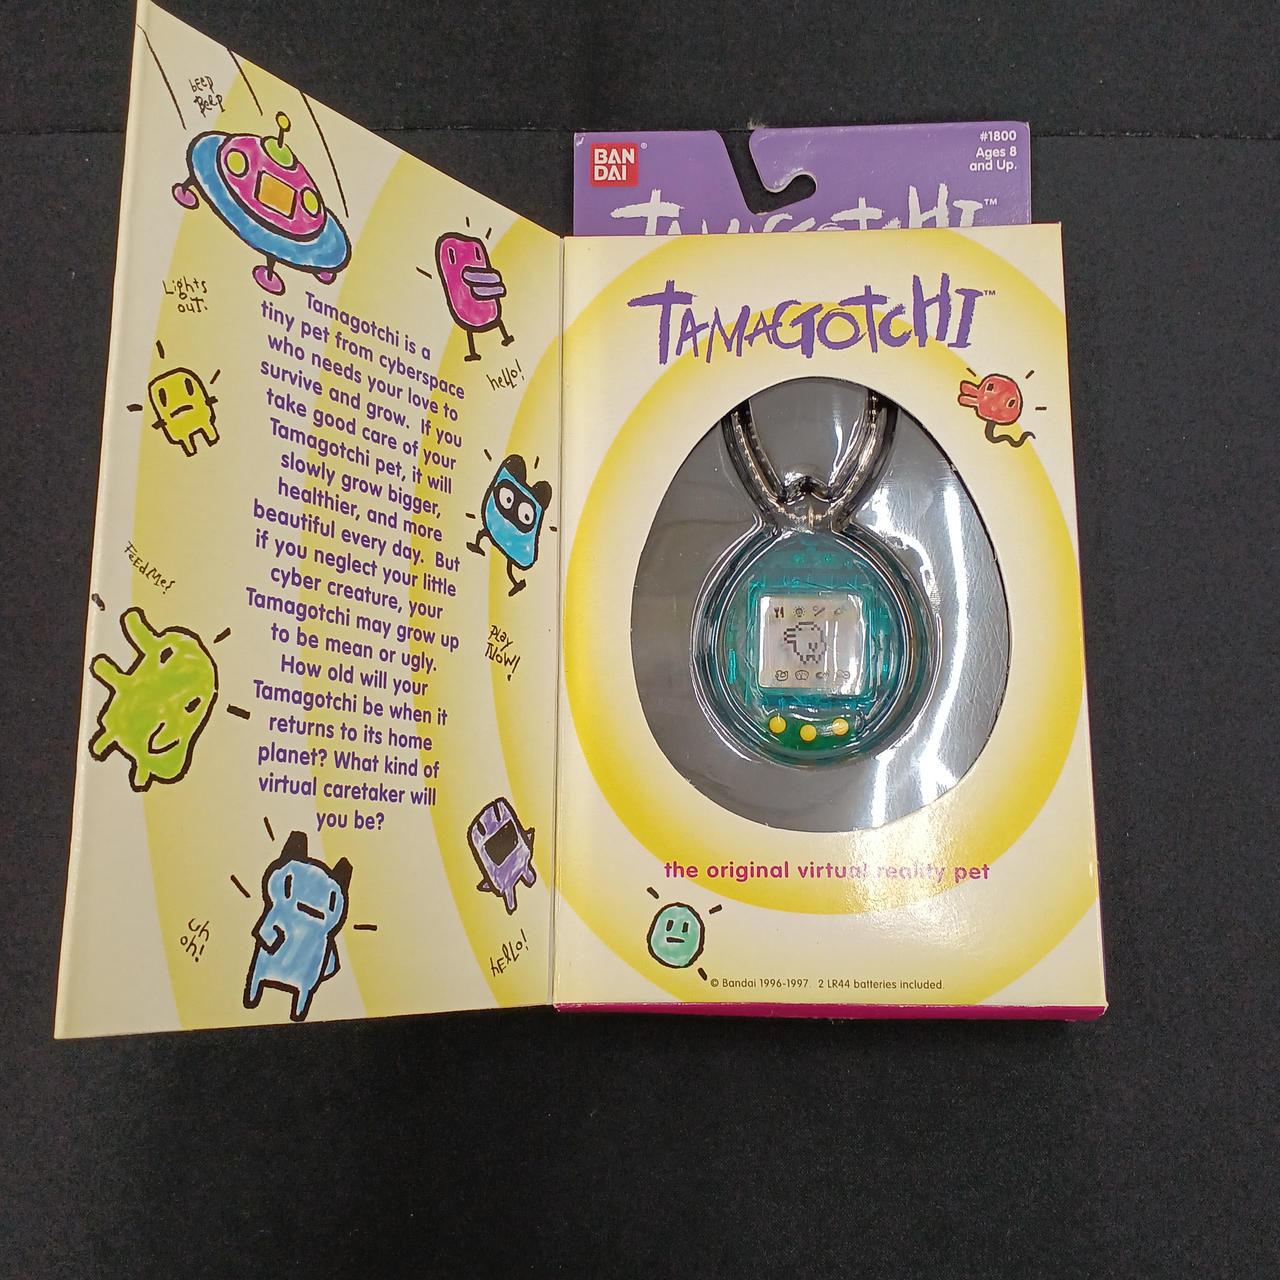 beep
Beep
Lights
out.
hello!
Tamagotchi is a
tiny pet from cyberspace
who needs your love to
survive and grow. If you
take good care of your
Tamagotchi pet, it will
slowly grow bigger,
healthier, and more
beautiful every day. But
if you neglect your little
cyber creature, your
Tamagotchi may grow up
to be mean or ugly.
How old will your
Tamagotchi be when it
returns to its home
planet? What kind of
virtual caretaker will
you be?
FEEdMe!
PlAy
NOW!
uh
oh!
hEllo!
BAN
DAI®
#1800
Ages 8
and Up.
TAMAGOTCHI™
TAMAGOTCHI™
the original virtual reality pet
© Bandai 1996-1997. 2 LR44 batteries included.